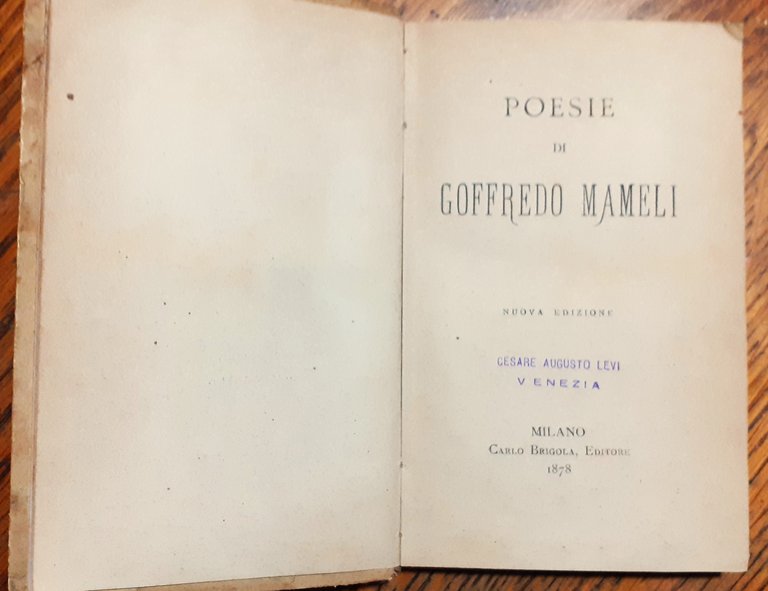 POESIE
DI
GOFFREDO MAMELI
NUOVA EDIZIONE
CESARE AUGUSTO LEVI
VENEZIA
MILANO
CARLO BRIGOLA, EDITORE
1878